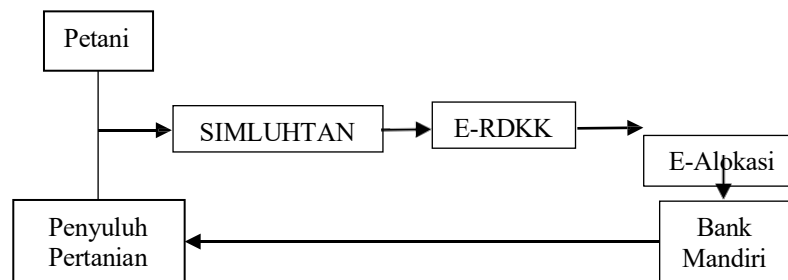 Petani
SIMLUHTAN
E-RDKK
E-Alokasi
Penyuluh
Pertanian
Bank
Mandiri